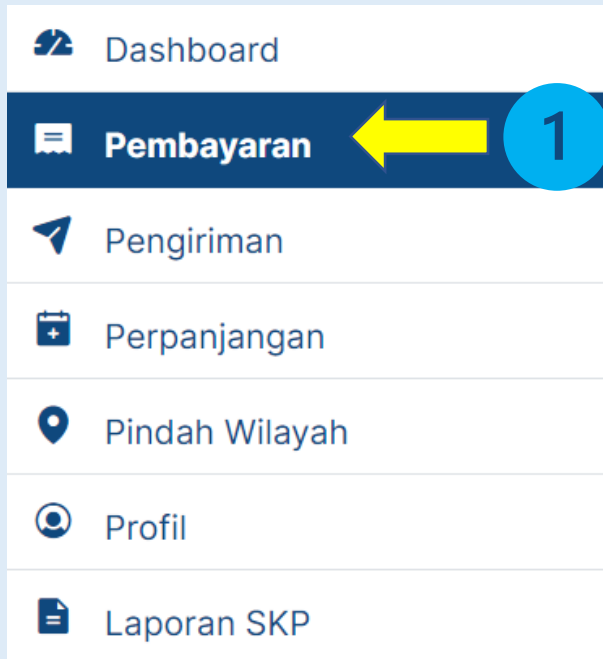 Dashboard
Pembayaran
1
Pengiriman
Perpanjangan
Pindah Wilayah
Profil
Laporan SKP